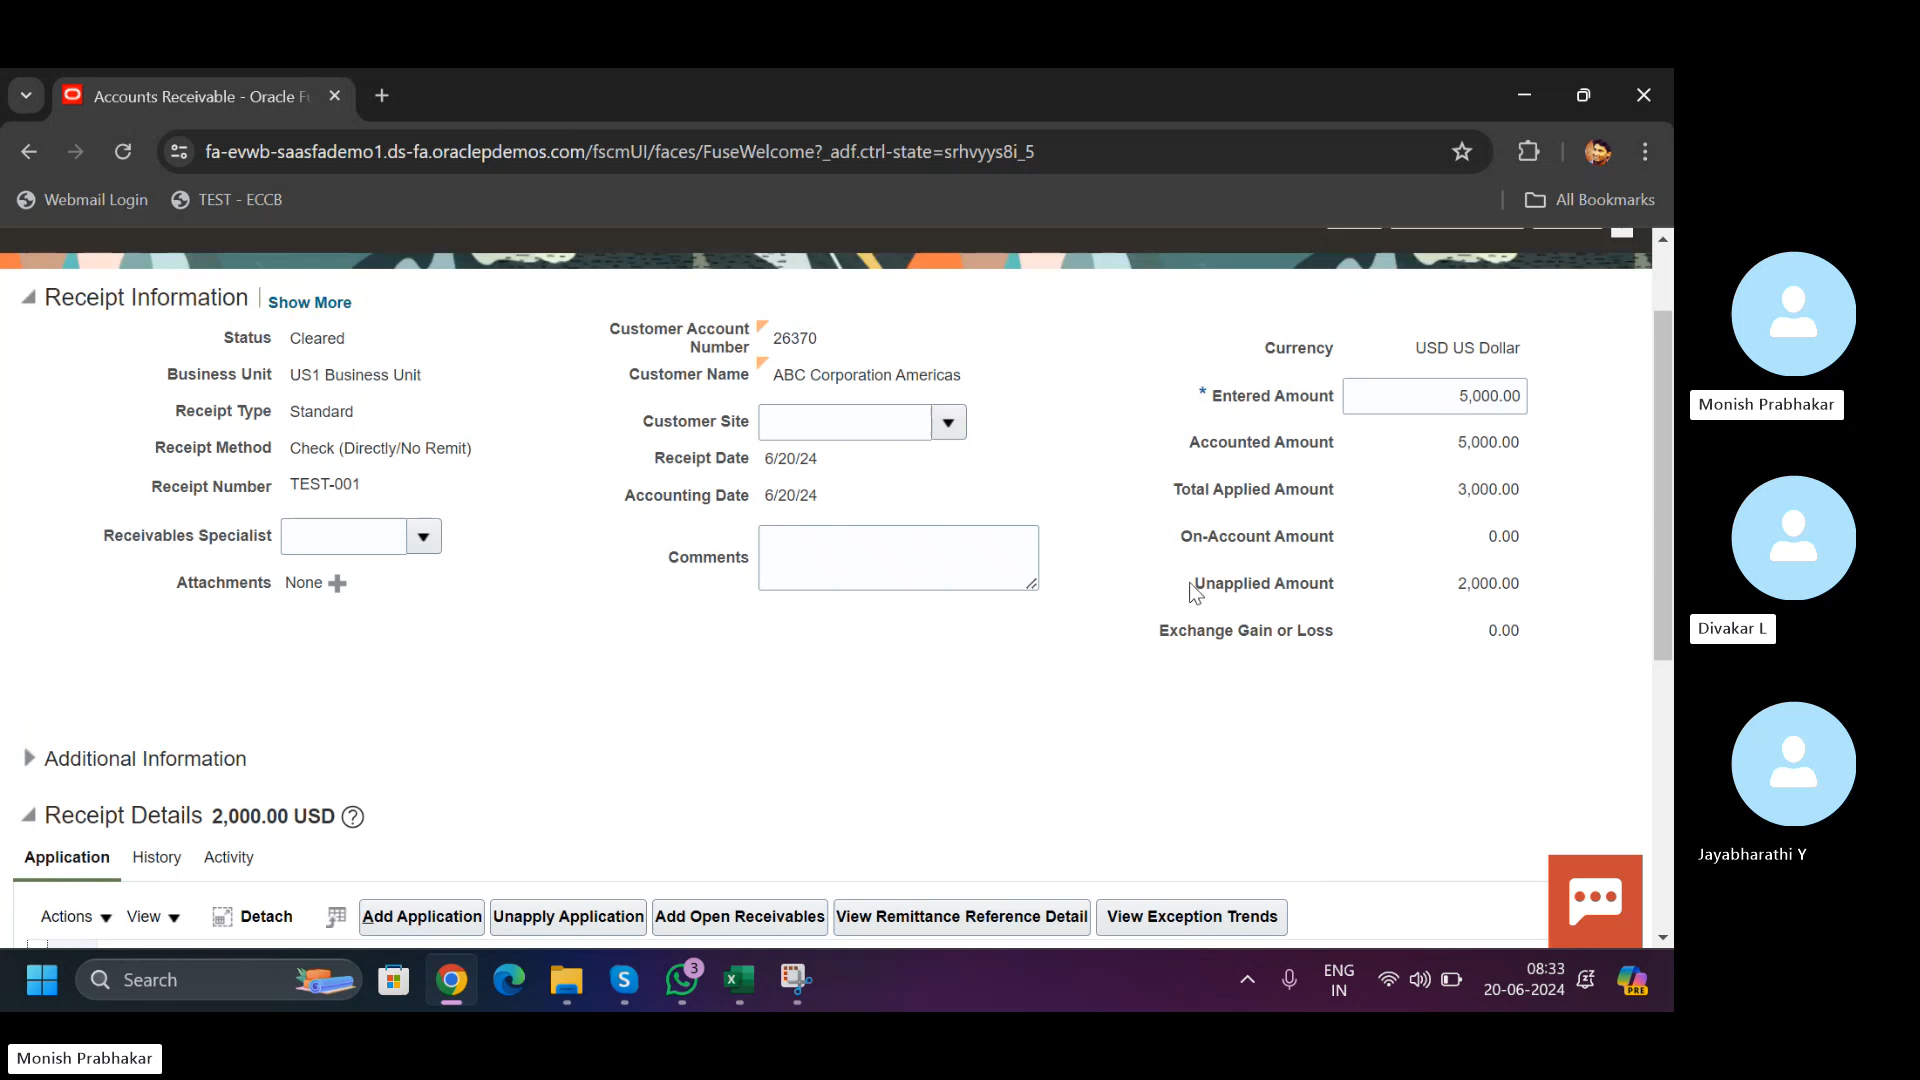 Accounts Receivable - Oracle Fu
fa-evwb-saasfademo1.ds-fa.oraclepdemos.com/fscmUI/faces/FuseWelcome?_adf.ctrl-state=srhvyys8i_5
Webmail Login
TEST - ECCB
All Bookmarks
Receipt Information
Show More
Status Cleared
Business Unit US1 Business Unit
Receipt Type Standard
Receipt Method Check (Directly/No Remit)
Receipt Number TEST-001
Receivables Specialist
Attachments None
Customer Account
Number 26370
Customer Name ABC Corporation Americas
Customer Site
Receipt Date 6/20/24
Accounting Date 6/20/24
Comments
Currency USD US Dollar
* Entered Amount 5,000.00
Accounted Amount 5,000.00
Total Applied Amount 3,000.00
On-Account Amount 0.00
Unapplied Amount 2,000.00
Exchange Gain or Loss 0.00
Additional Information
Receipt Details 2,000.00 USD ?
Application History Activity
Actions View Detach Add Application Unapply Application Add Open Receivables View Remittance Reference Detail View Exception Trends
Search
3
ENG
IN
08:33
20-06-2024
PRE
Monish Prabhakar
Divakar L
Jayabharathi Y
Monish Prabhakar